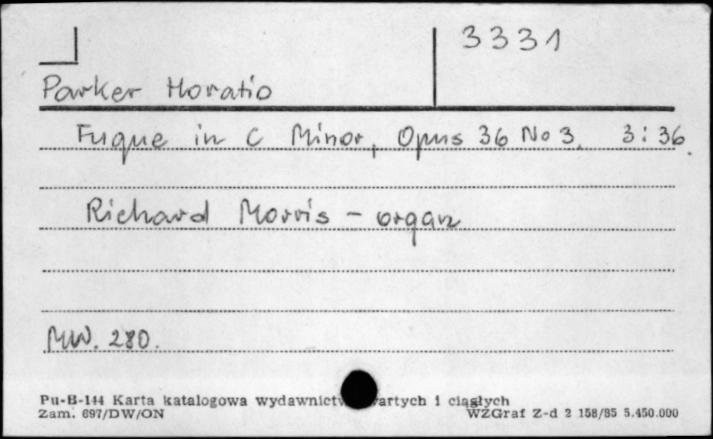 3331
Parker Horatio
Fugue in C Minor, Opus 36 No 3. 3:36.
Richard Morris - organ
MW. 280.
Pu-B-144 Karta katalogowa wydawnictw i ciągłych
Zam. 697/DW/ON WZGraf Z-d 2 158/85 5.450.000